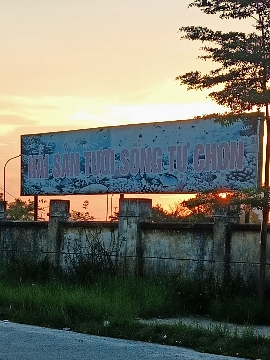 HẢI SẢN TƯƠI SỐNG TỰ CHỌN